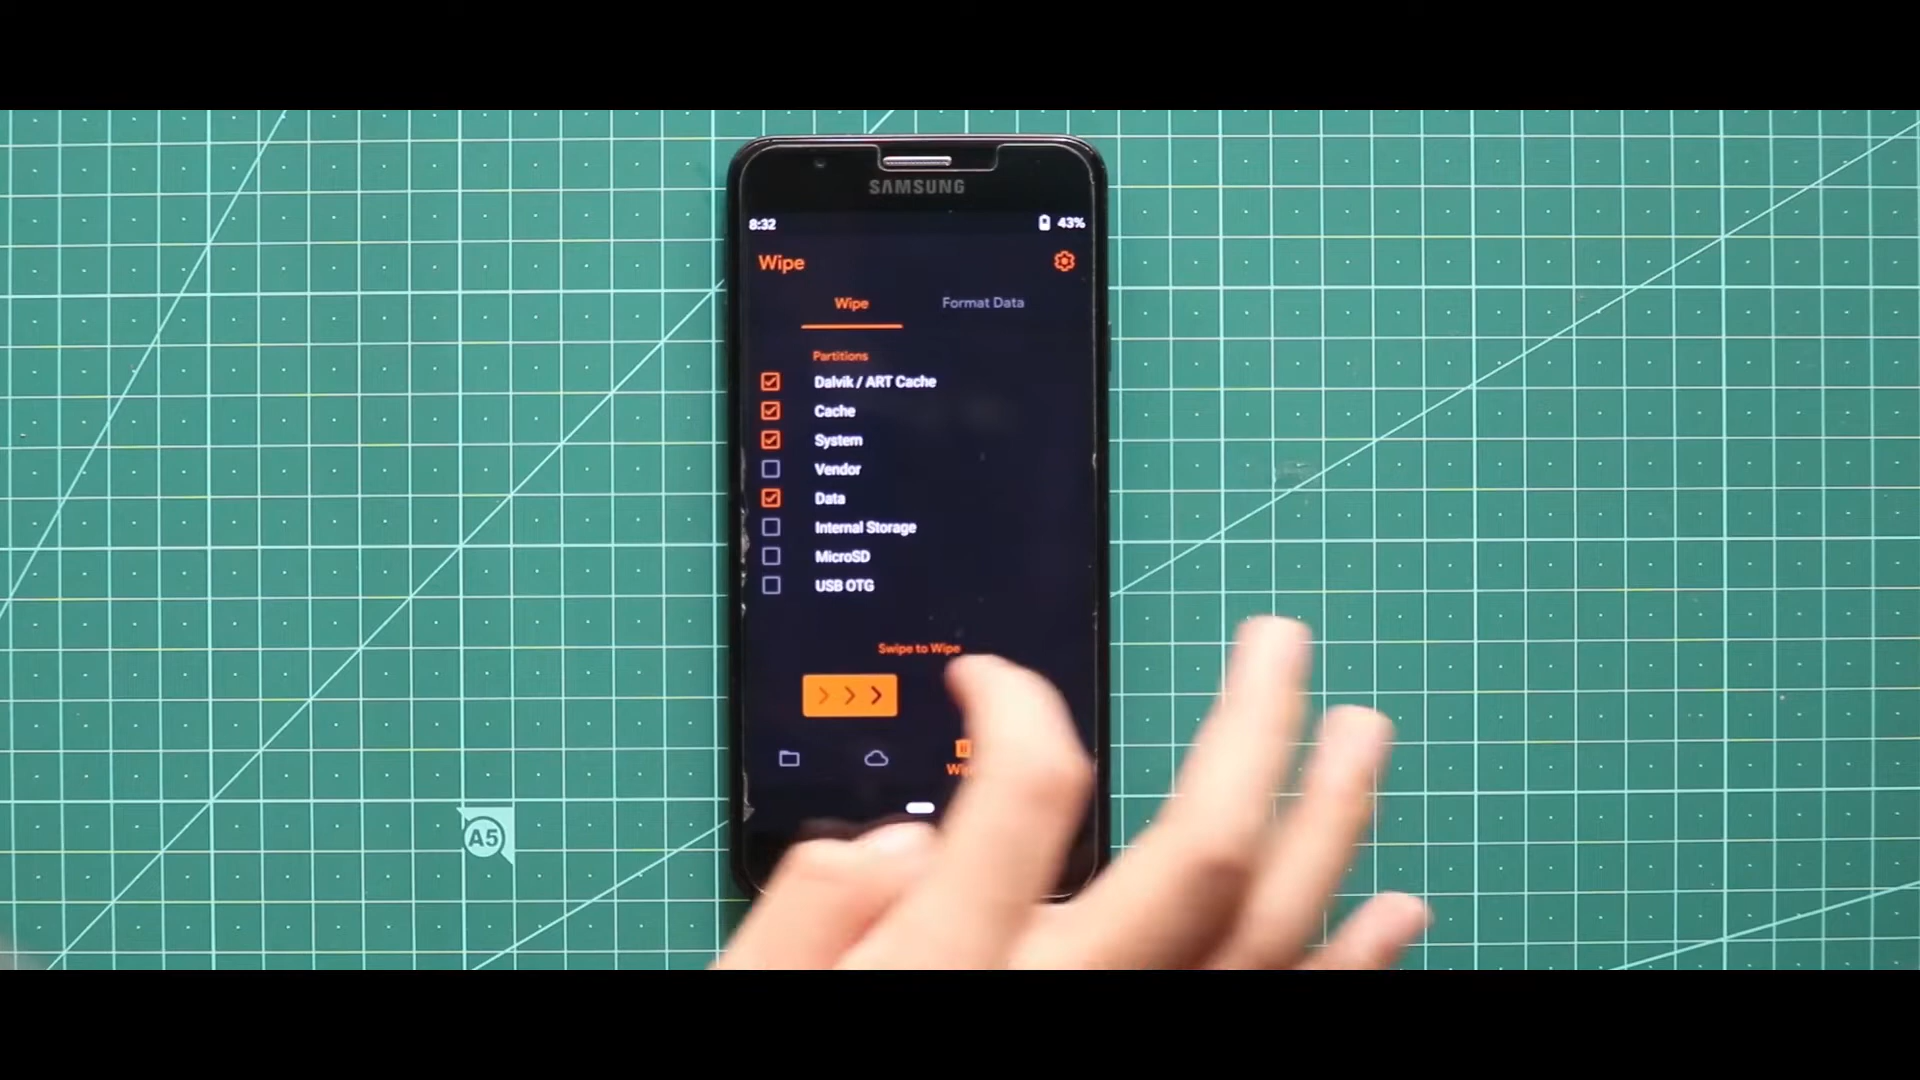 SAMSUNG
8:32
43%
Wipe
Wipe
Format Data
Partitions
Dalvik / ART Cache
Cache
System
Vendor
Data
Internal Storage
MicroSD
USB OTG
Swipe to Wipe
A5